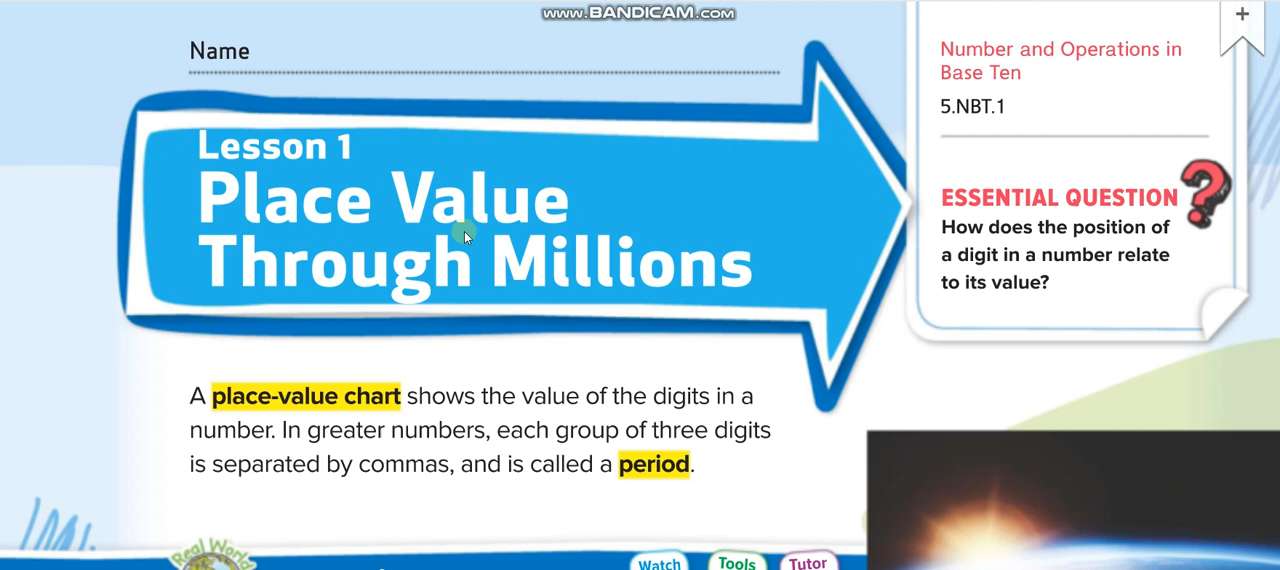 www.BANDICAM.com
Name
Number and Operations in
Base Ten
5.NBT.1
Lesson 1
Place Value
Through Millions
ESSENTIAL QUESTION
How does the position of
a digit in a number relate
to its value?
A place-value chart shows the value of the digits in a
number. In greater numbers, each group of three digits
is separated by commas, and is called a period.
Real World
Watch
Tools
Tutor